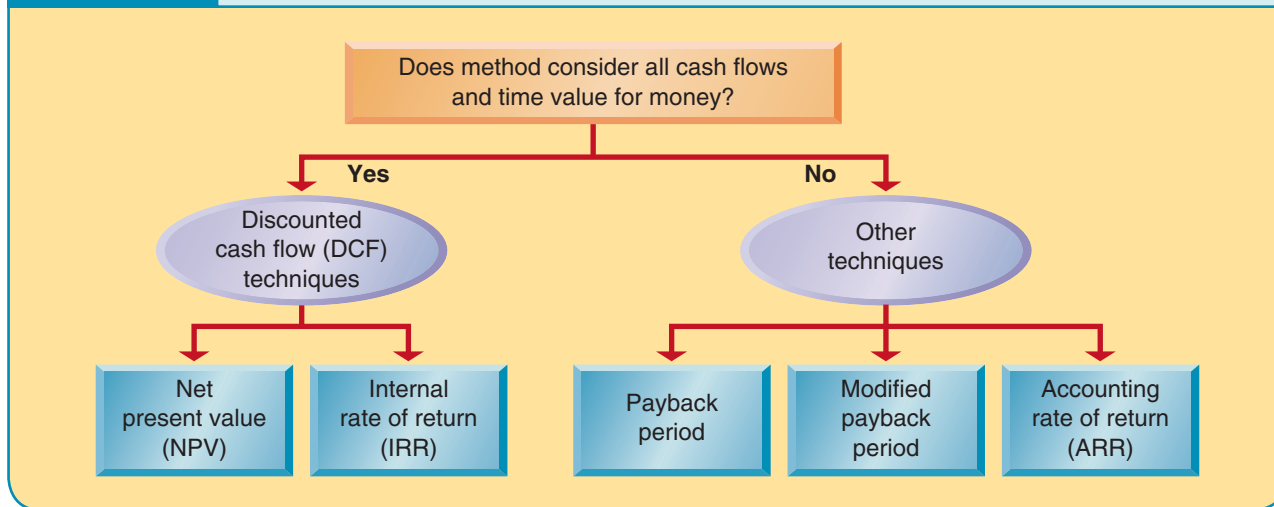 Does method consider all cash flows
and time value for money?
Yes
No
Discounted
cash flow (DCF)
techniques
Other
techniques
Net
present value
(NPV)
Internal
rate of return
(IRR)
Payback
period
Modified
payback
period
Accounting
rate of return
(ARR)